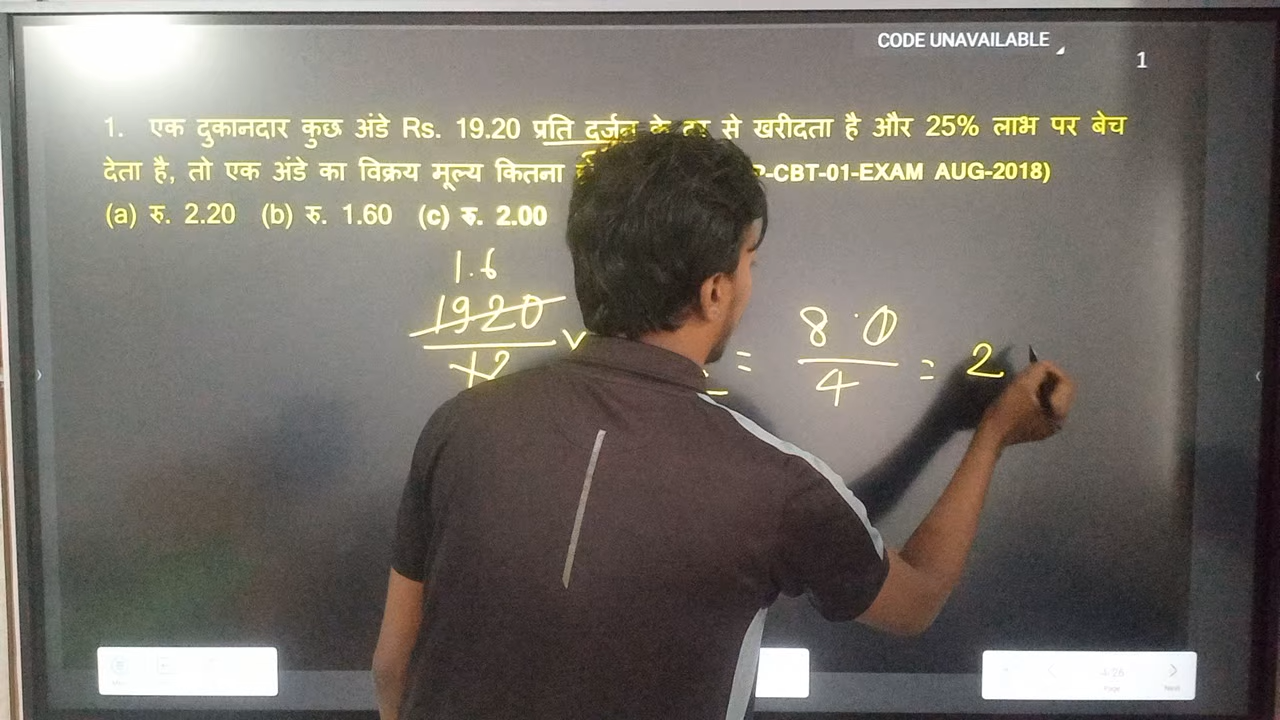 CODE UNAVAILABLE
1
1. एक दुकानदार कुछ अंडे Rs. 19.20 प्रति दर्जन के दर से खरीदता है और 25% लाभ पर बेच
देता है, तो एक अंडे का विक्रय मूल्य कितना P-CBT-01-EXAM AUG-2018)
(a) रु. 2.20 (b) रु. 1.60 (c) रु. 2.00
1.6
1920
12
= 8.0
4
= 2
Page
Next